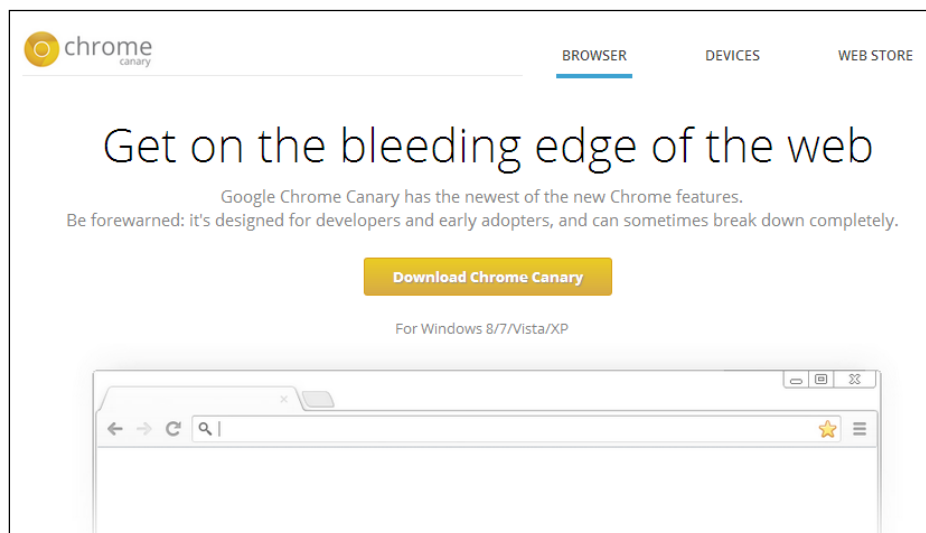 chrome
canary
BROWSER DEVICES WEB STORE
Get on the bleeding edge of the web
Google Chrome Canary has the newest of the new Chrome features.
Be forewarned: it's designed for developers and early adopters, and can sometimes break down completely.
Download Chrome Canary
For Windows 8/7/Vista/XP